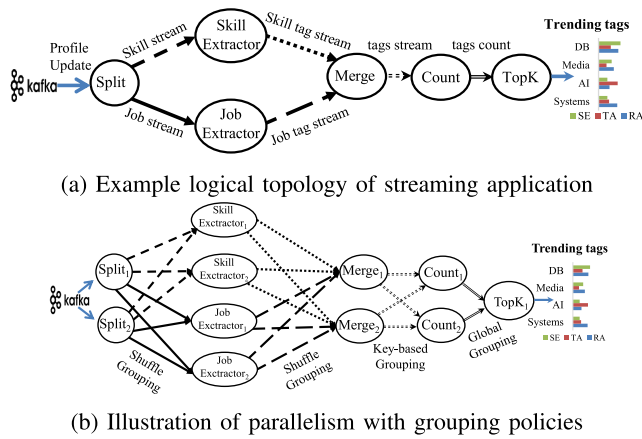 Profile
Update
kafka
Split
Skill stream
Job stream
Skill
Extractor
Job
Extractor
Skill tag stream
Job tag stream
Merge
tags stream
Count
tags count
TopK
Trending tags
DB
Media
AI
Systems
SE TA RA
(a) Example logical topology of streaming application
kafka
Split1
Split2
Shuffle
Grouping
Skill
Exctractor1
Skill
Exctractor2
Job
Exctractor1
Job
Exctractor2
Shuffle
Grouping
Merge1
Merge2
Key-based
Grouping
Count1
Count2
Global
Grouping
TopK1
Trending tags
DB
Media
AI
Systems
SE TA RA
(b) Illustration of parallelism with grouping policies